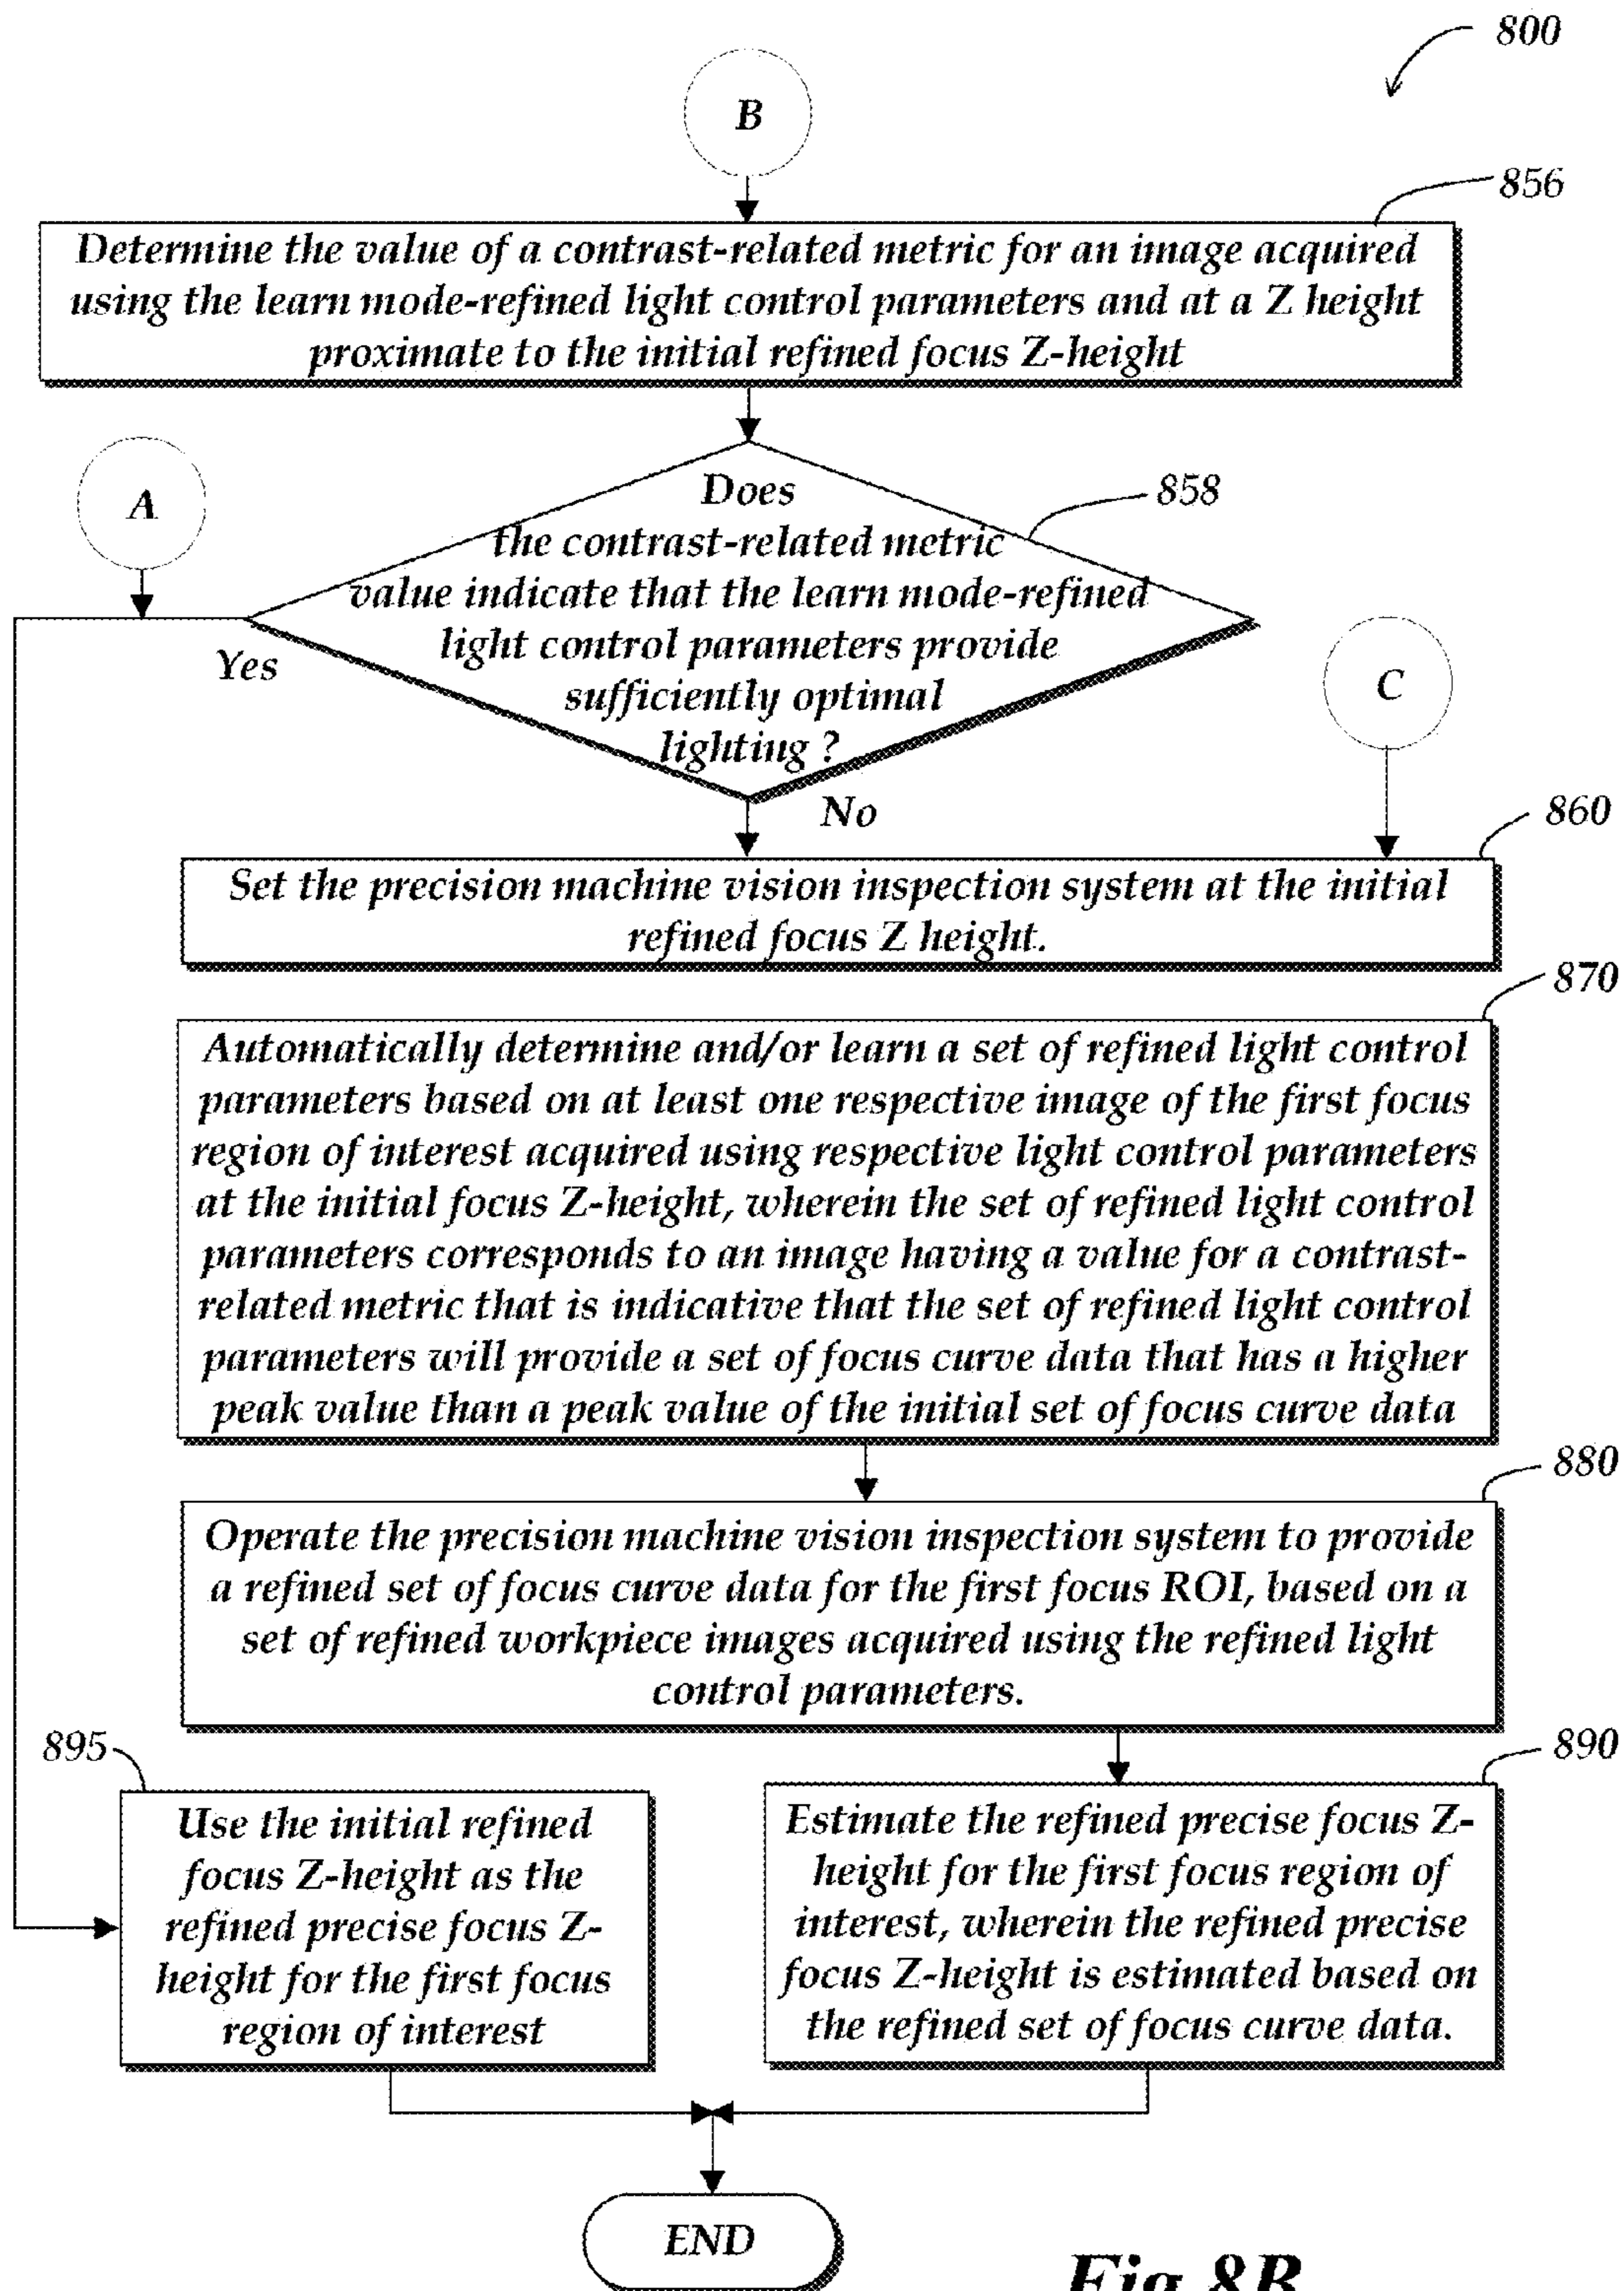 800
B
856
Determine the value of a contrast-related metric for an image acquired
using the learn mode-refined light control parameters and at a Z height
proximate to the initial refined focus Z-height
A
858
Does
the contrast-related metric
value indicate that the learn mode-refined
light control parameters provide
sufficiently optimal
lighting ?
Yes
C
No
860
Set the precision machine vision inspection system at the initial
refined focus Z height.
870
Automatically determine and/or learn a set of refined light control
parameters based on at least one respective image of the first focus
region of interest acquired using respective light control parameters
at the initial focus Z-height, wherein the set of refined light control
parameters corresponds to an image having a value for a contrast-
related metric that is indicative that the set of refined light control
parameters will provide a set of focus curve data that has a higher
peak value than a peak value of the initial set of focus curve data
880
Operate the precision machine vision inspection system to provide
a refined set of focus curve data for the first focus ROI, based on a
set of refined workpiece images acquired using the refined light
control parameters.
895
Use the initial refined
focus Z-height as the
refined precise focus Z-
height for the first focus
region of interest
890
Estimate the refined precise focus Z-
height for the first focus region of
interest, wherein the refined precise
focus Z-height is estimated based on
the refined set of focus curve data.
END
Fig.8B